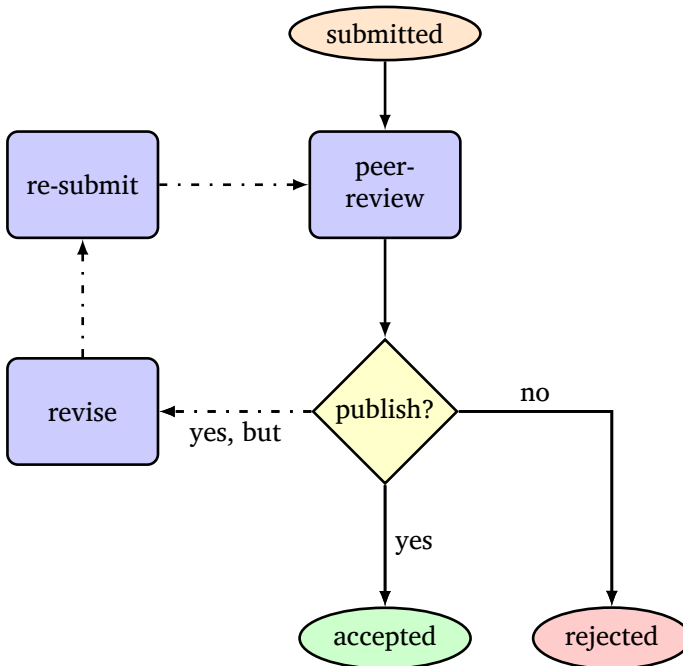 submitted
re-submit
peer-
review
revise
publish?
no
yes, but
yes
accepted
rejected